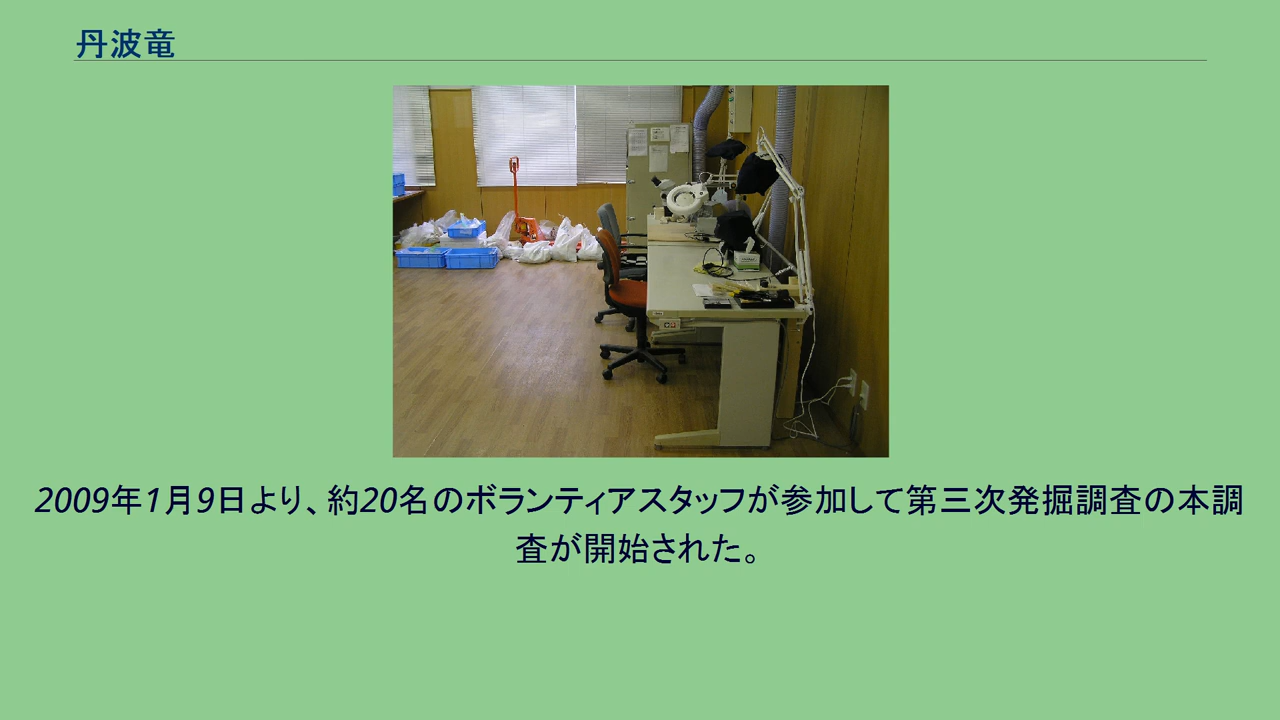 丹波竜
2009年1月9日より、約20名のボランティアスタッフが参加して第三次発掘調査の本調
査が開始された。